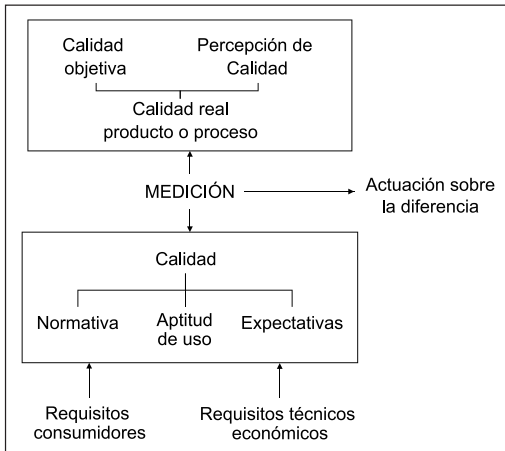 Calidad
objetiva
Percepción de
Calidad
Calidad real
producto o proceso
MEDICIÓN
Actuación sobre
la diferencia
Calidad
Normativa
Aptitud
de uso
Expectativas
Requisitos
consumidores
Requisitos técnicos
económicos